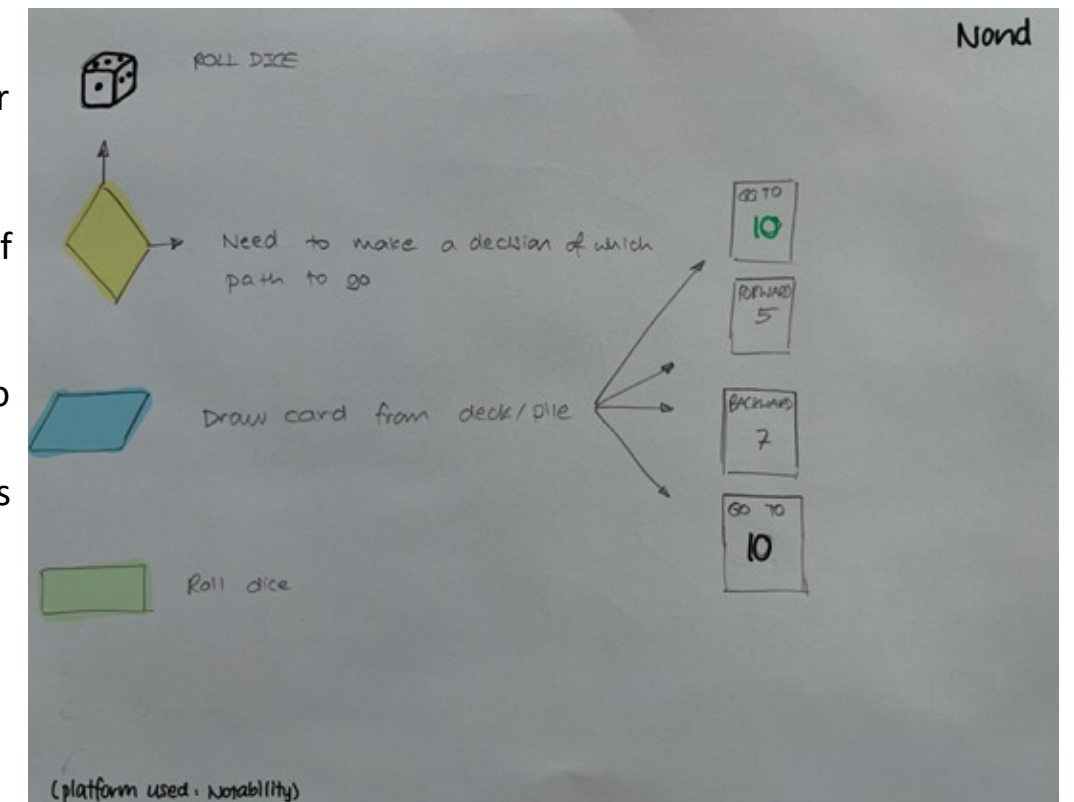 Nond
ROLL DICE
Need to make a decision of which
path to go
Draw card from deck/pile
GO TO
10
FORWARD
5
BACKWARD
7
GO TO
10
Roll dice
(platform used: Notability)
r
f
o
s